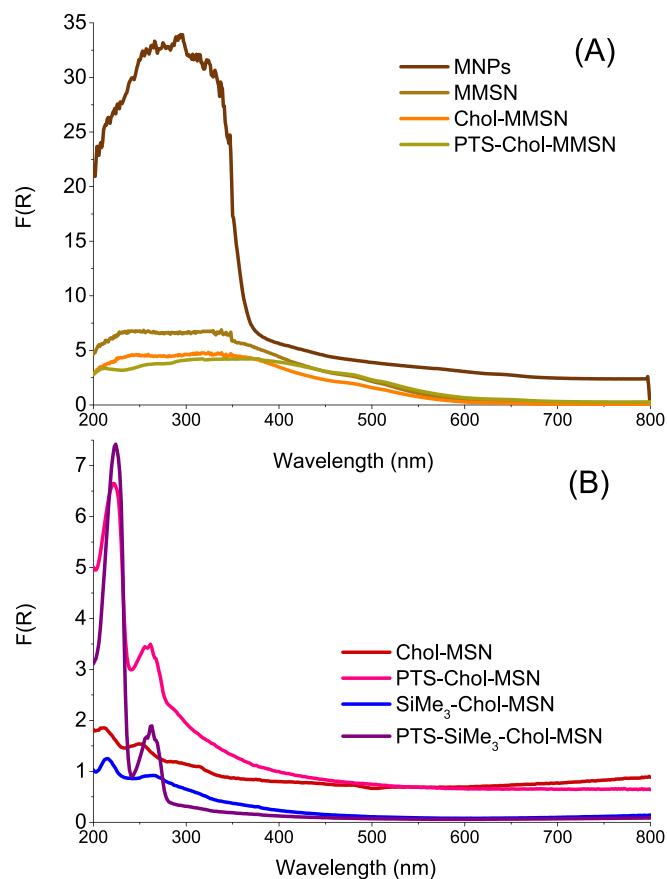 (A)
MNPs
MMSN
Chol-MMSN
PTS-Chol-MMSN
35
30
25
20
15
10
5
0
F(R)
200 300 400 500 600 700 800
Wavelength (nm)
(B)
7
6
5
4
3
2
1
0
F(R)
Chol-MSN
PTS-Chol-MSN
SiMe₃-Chol-MSN
PTS-SiMe₃-Chol-MSN
200 300 400 500 600 700 800
Wavelength (nm)